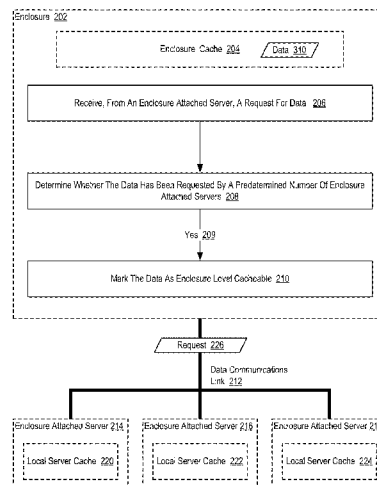 Enclosure 202
Enclosure Cache 204
Data 310
Receive, From An Enclosure Attached Server, A Request For Data 206
Determine Whether The Data Has Been Requested By A Predetermined Number Of Enclosure
Attached Servers 208
Yes 209
Mark The Data As Enclosure Level Cacheable 210
Request 226
Data Communications
Link 212
Enclosure Attached Server 214
Enclosure Attached Server 216
Enclosure Attached Server 21
Local Server Cache 220
Local Server Cache 222
Local Server Cache 224